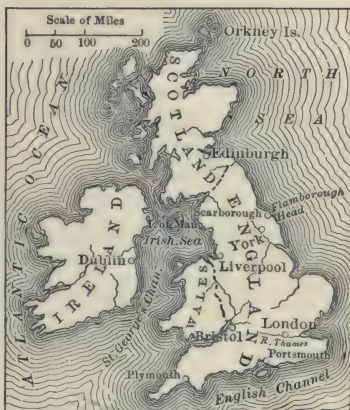 Scale of Miles
0 50 100 200
Orkney Is.
SCOTLAND
NORTH
SEA
ATLANTIC OCEAN
Edinburgh
Scarborough
Flamborough
Head
I. of Man
Irish Sea
York
ENGLAND
IRELAND
Dublin
Liverpool
St. George's Chan.
WALES
Bristol
London
R. Thames
Portsmouth
Plymouth
English Channel